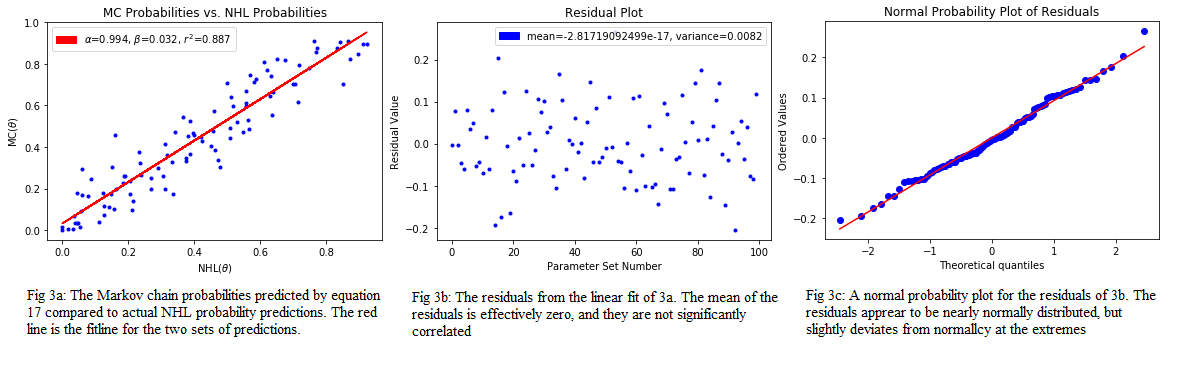 MC Probabilities vs. NHL Probabilities
α=0.994, β=0.032, r²=0.887
MC(θ)
1.0
0.8
0.6
0.4
0.2
0.0
0.0 0.2 0.4 0.6 0.8
NHL(θ)
Fig 3a: The Markov chain probabilities predicted by equation
17 compared to actual NHL probability predictions. The red
line is the fitline for the two sets of predictions.
Residual Plot
mean=-2.81719092499e-17, variance=0.0082
Residual Value
0.2
0.1
0.0
−0.1
−0.2
−0.3
0 20 40 60 80 100
Parameter Set Number
Fig 3b: The residuals from the linear fit of 3a. The mean of the
residuals is effectively zero, and they are not significantly
correlated
Normal Probability Plot of Residuals
Ordered Values
0.2
0.1
0.0
−0.1
−0.2
−2 −1 0 1 2
Theoretical quantiles
Fig 3c: A normal probability plot for the residuals of 3b. The
residuals apprear to be nearly normally distributed, but
slightly deviates from normallcy at the extremes